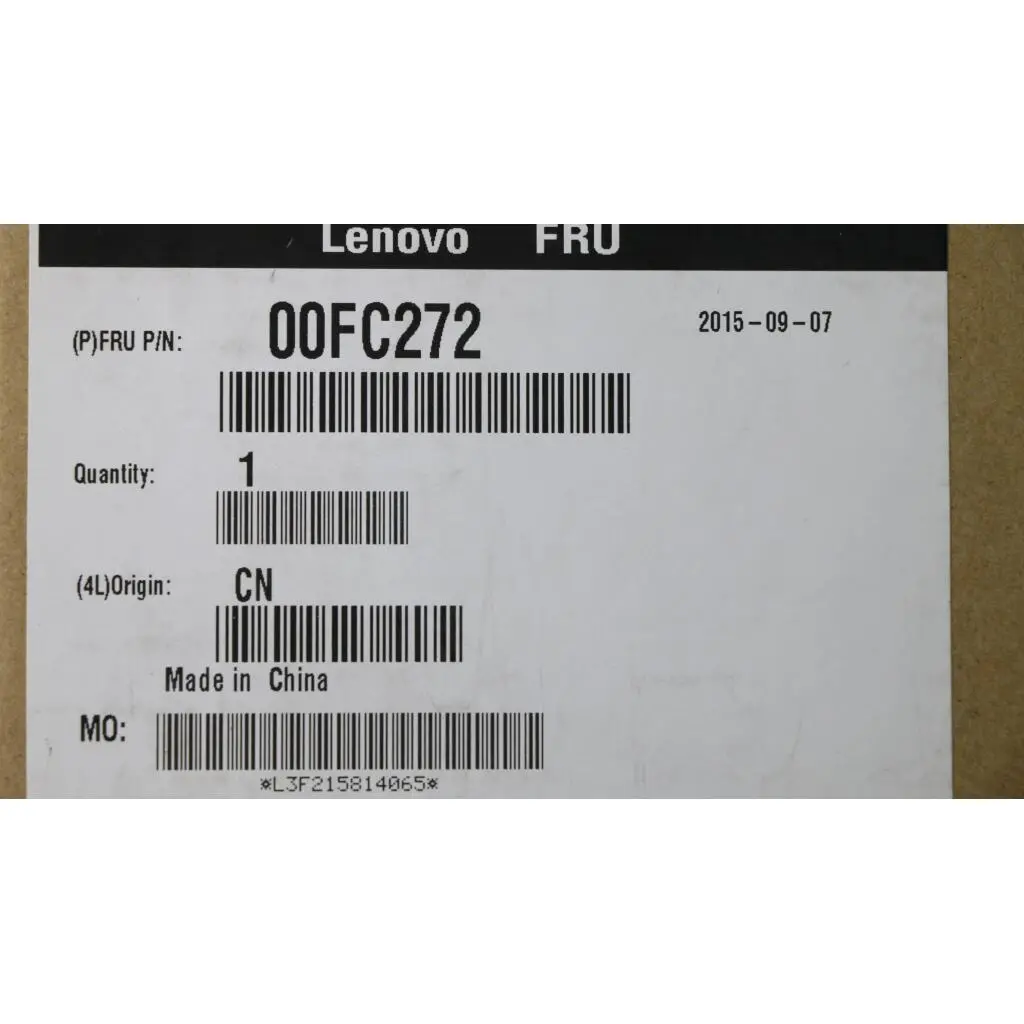 Lenovo FRU
(P)FRU P/N: 00FC272 2015-09-07
Quantity: 1
(4L)Origin: CN
Made in China
MO:
*L3F215814065*